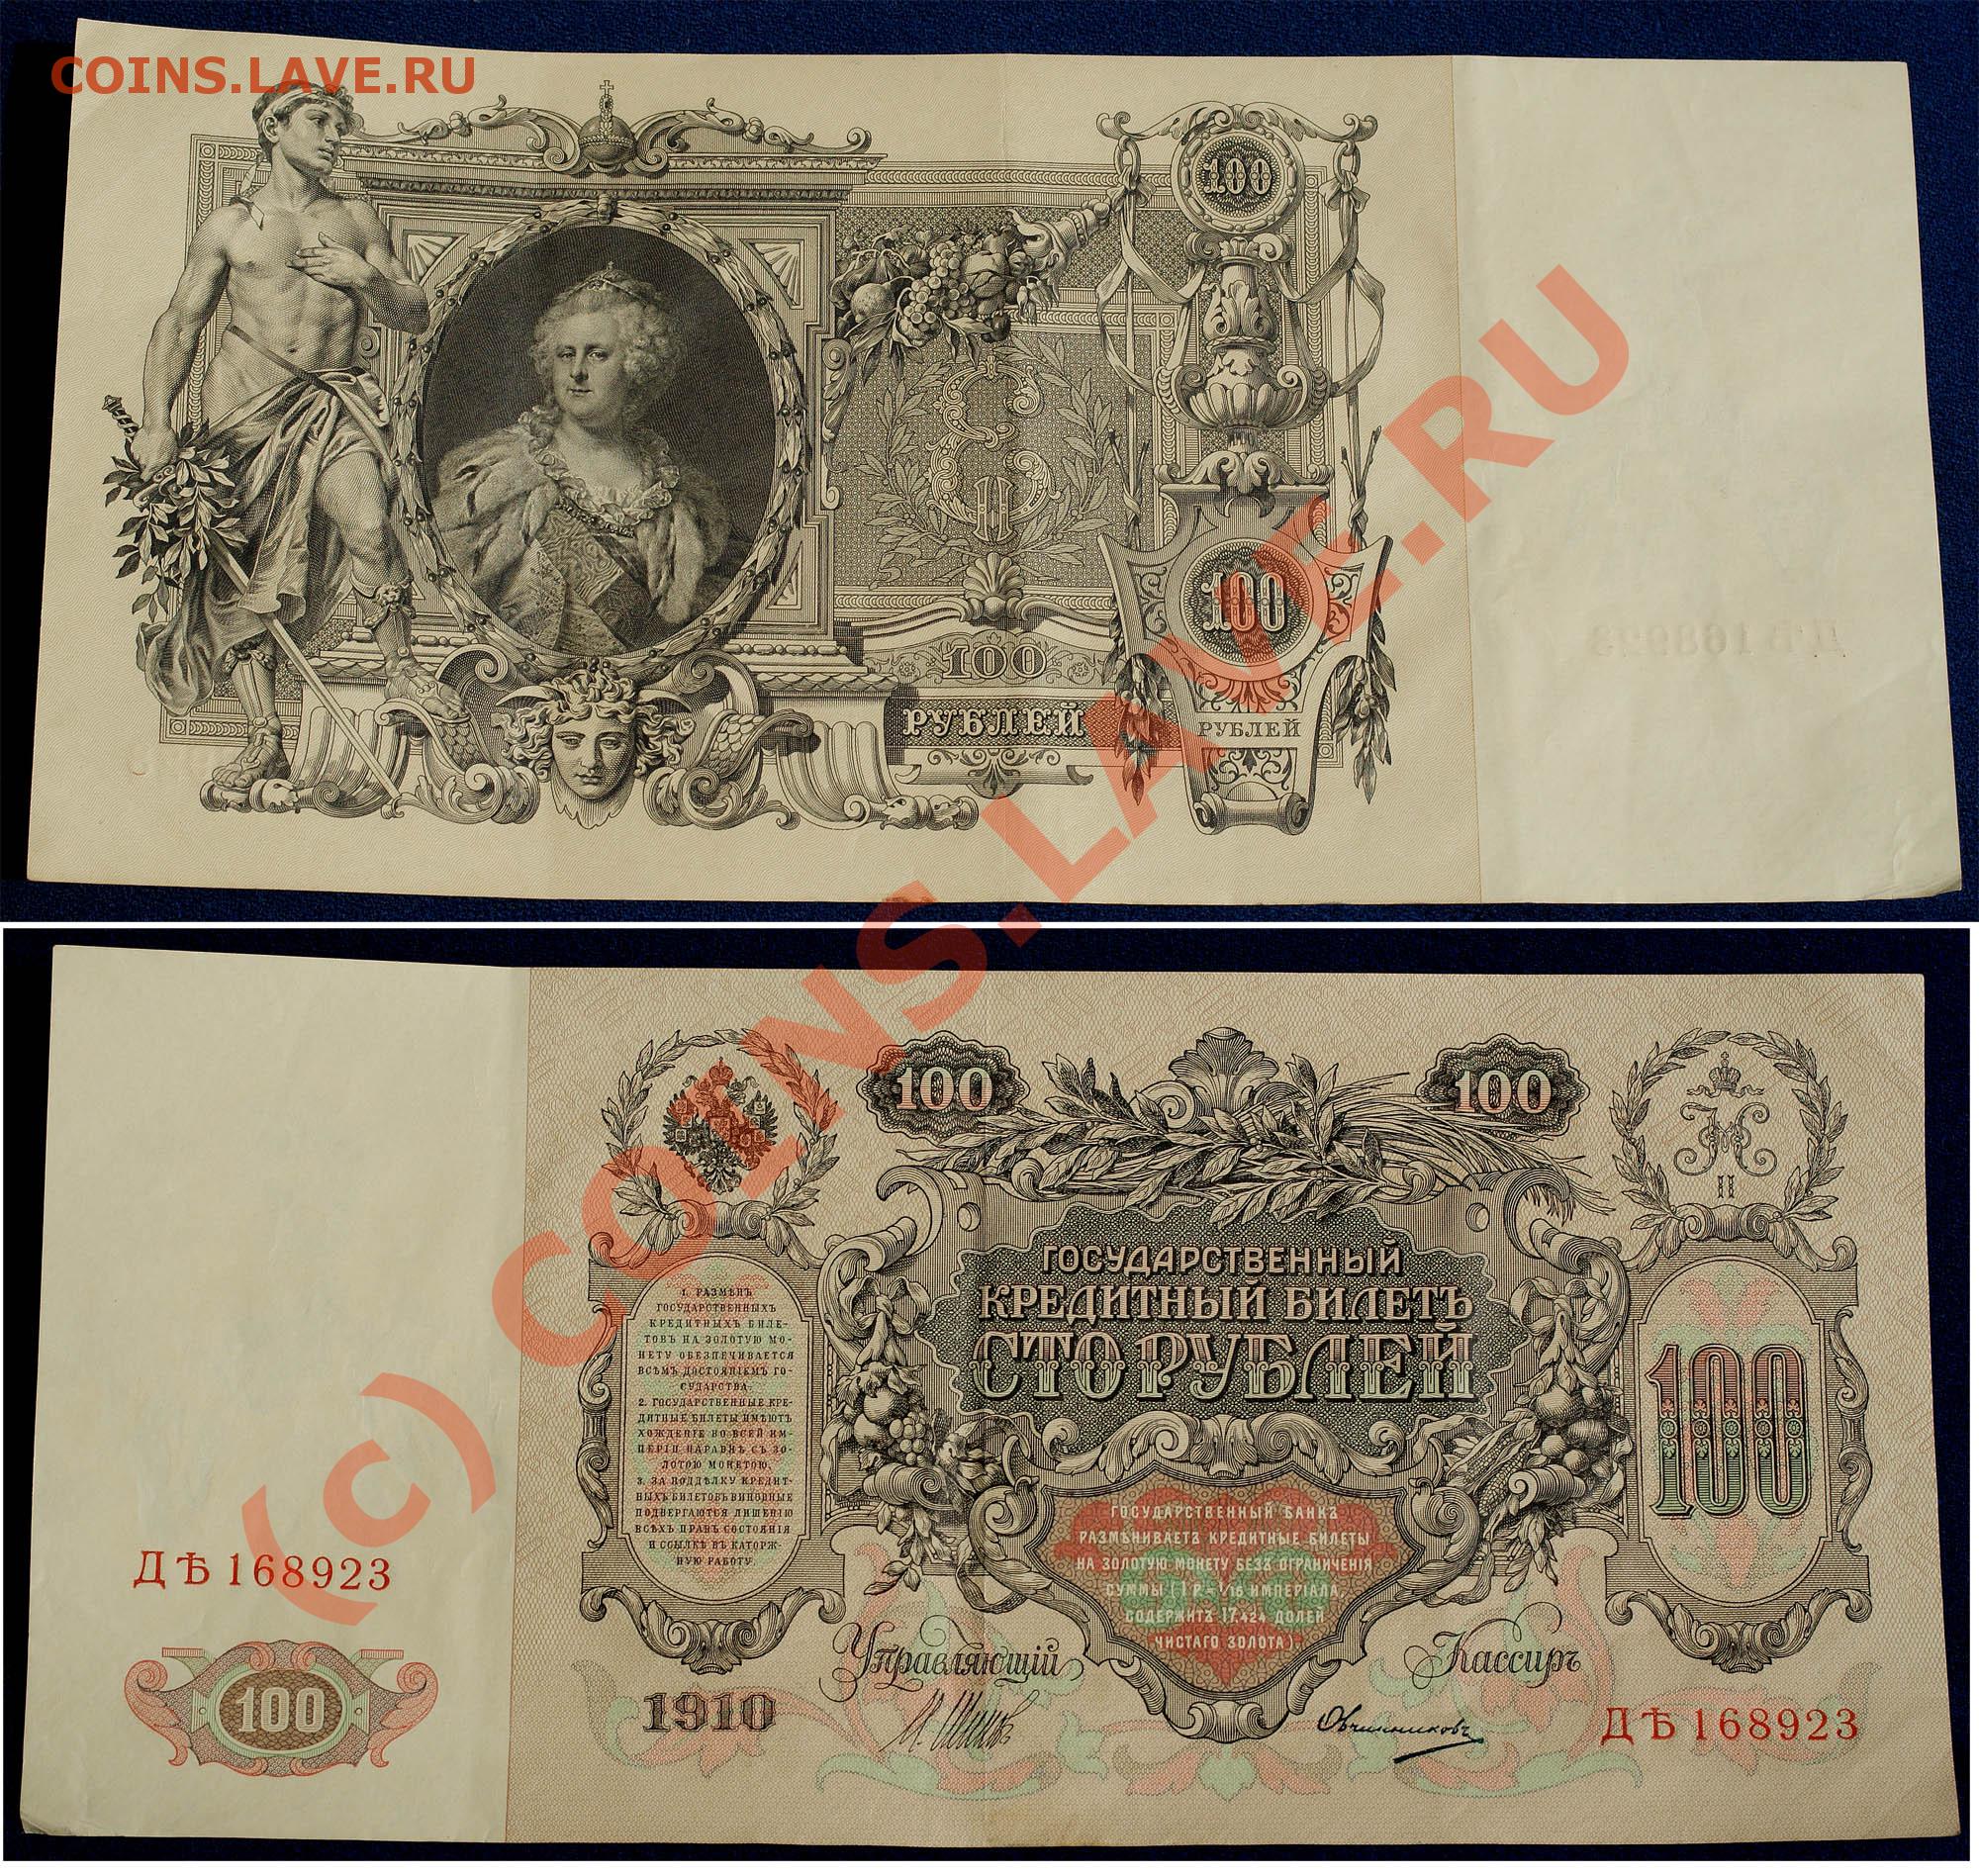 COINS.LAVE.RU
100
100
100
РУБЛЕЙ
РУБЛЕЙ
(c) COINS.LAVE.RU
100
100
II
ГОСУДАРСТВЕННЫЙ
КРЕДИТНЫЙ БИЛЕТЪ
СТО РУБЛЕЙ
1. РАЗМѢНЪ
ГОСУДАРСТВЕННЫХЪ
КРЕДИТНЫХЪ БИЛЕ-
ТОВЪ НА ЗОЛОТУЮ МО-
НЕТУ ОБЕЗПЕЧИВАЕТСЯ
ВСѢМЪ ДОСТОЯНІЕМЪ ГО-
СУДАРСТВА.
2. ГОСУДАРСТВЕННЫЕ КРЕ-
ДИТНЫЕ БИЛЕТЫ ИМѢЮТЪ
ХОЖДЕНІЕ ВО ВСЕЙ ИМ-
ПЕРІИ НАРАВНѢ СЪ ЗО-
ЛОТОЮ МОНЕТОЮ.
3. ЗА ПОДДѢЛКУ КРЕДИТ-
НЫХЪ БИЛЕТОВЪ ВИНОВНЫЕ
ПОДВЕРГАЮТСЯ ЛИШЕНІЮ
ВСѢХЪ ПРАВЪ СОСТОЯНІЯ
И ССЫЛКѢ ВЪ КАТОРЖ-
НУЮ РАБОТУ.
100
ГОСУДАРСТВЕННЫЙ БАНКЪ
РАЗМѢНИВАЕТЪ КРЕДИТНЫЕ БИЛЕТЫ
НА ЗОЛОТУЮ МОНЕТУ БЕЗЪ ОГРАНИЧЕНІЯ
СУММЫ (1 Р.= 1/15 ИМПЕРІАЛА,
СОДЕРЖИТЪ 17,424 ДОЛЕЙ
ЧИСТАГО ЗОЛОТА).
ДѢ 168923
100
Управляющій
Кассиръ
1910
Овчинниковъ
ДѢ 168923